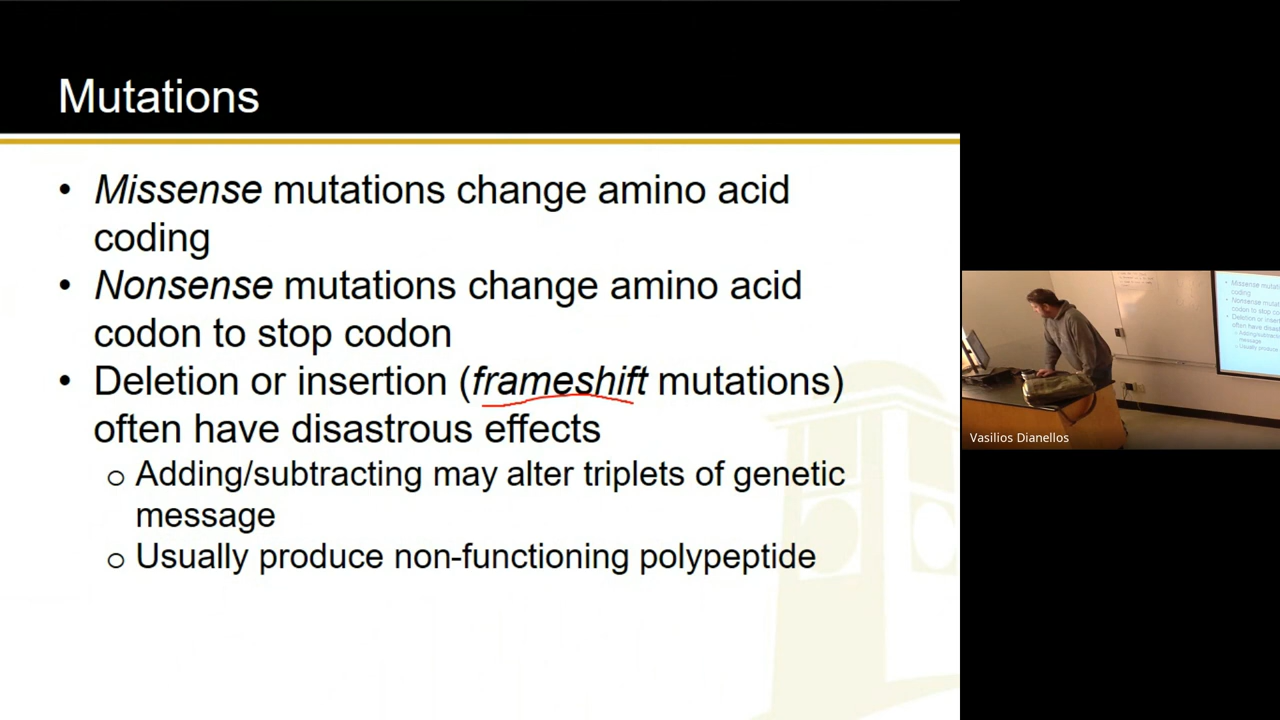 Mutations
• Missense mutations change amino acid
coding
• Nonsense mutations change amino acid
codon to stop codon
• Deletion or insertion (frameshift mutations)
often have disastrous effects
o Adding/subtracting may alter triplets of genetic
message
o Usually produce non-functioning polypeptide
Vasilios Dianellos